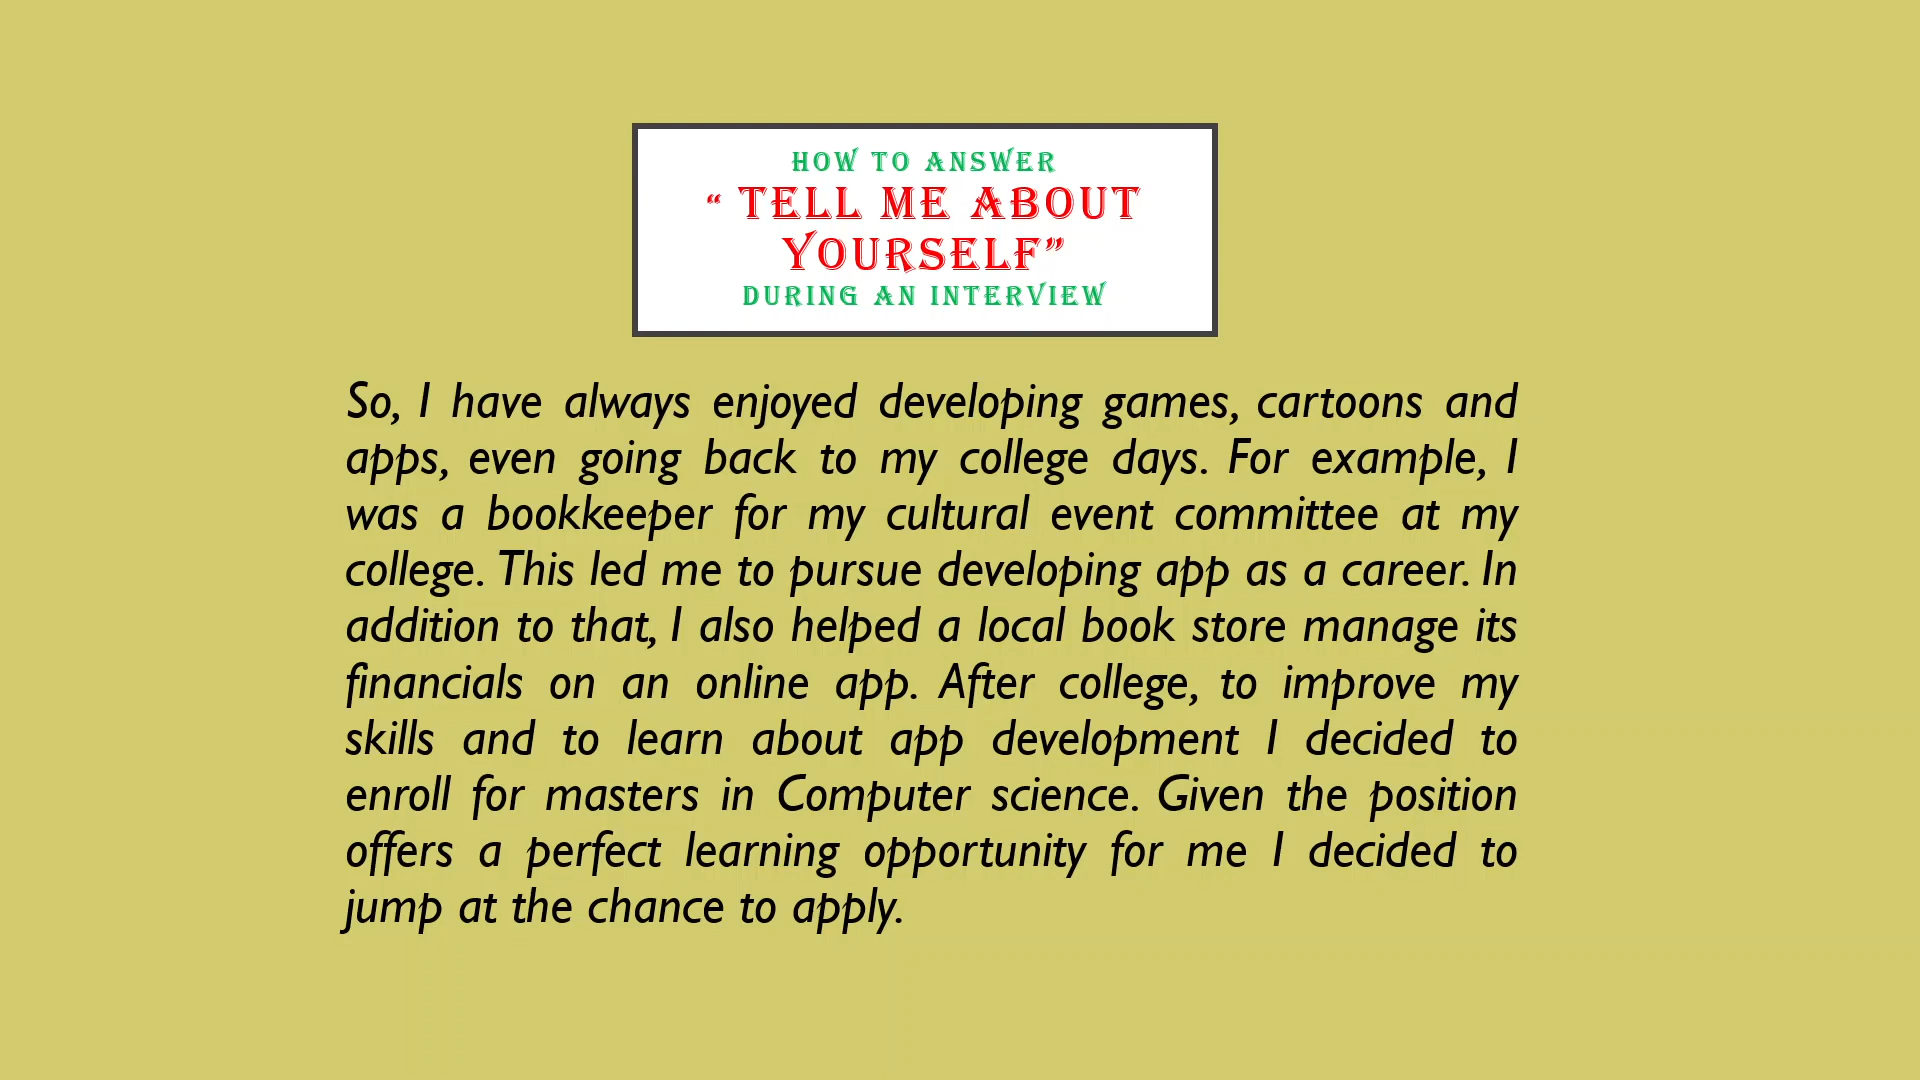 HOW TO ANSWER
“ TELL ME ABOUT
YOURSELF”
DURING AN INTERVIEW
So, I have always enjoyed developing games, cartoons and
apps, even going back to my college days. For example, I
was a bookkeeper for my cultural event committee at my
college. This led me to pursue developing app as a career. In
addition to that, I also helped a local book store manage its
financials on an online app. After college, to improve my
skills and to learn about app development I decided to
enroll for masters in Computer science. Given the position
offers a perfect learning opportunity for me I decided to
jump at the chance to apply.